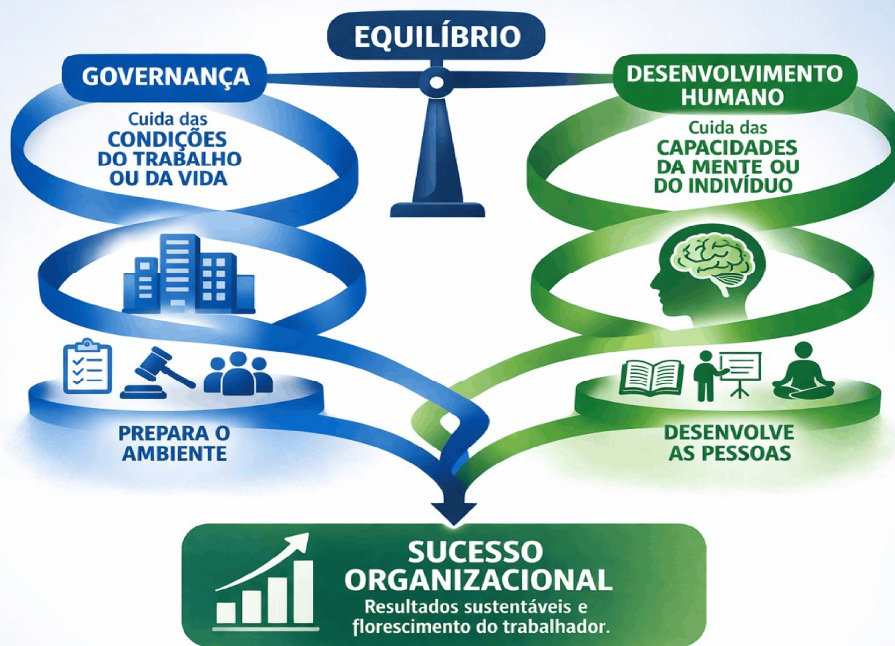 EQUILÍBRIO
GOVERNANÇA
Cuida das
CONDIÇÕES
DO TRABALHO
OU DA VIDA
PREPARA O
AMBIENTE
DESENVOLVIMENTO
HUMANO
Cuida das
CAPACIDADES
DA MENTE OU
DO INDIVÍDUO
DESENVOLVE
AS PESSOAS
SUCESSO
ORGANIZACIONAL
Resultados sustentáveis e
florescimento do trabalhador.